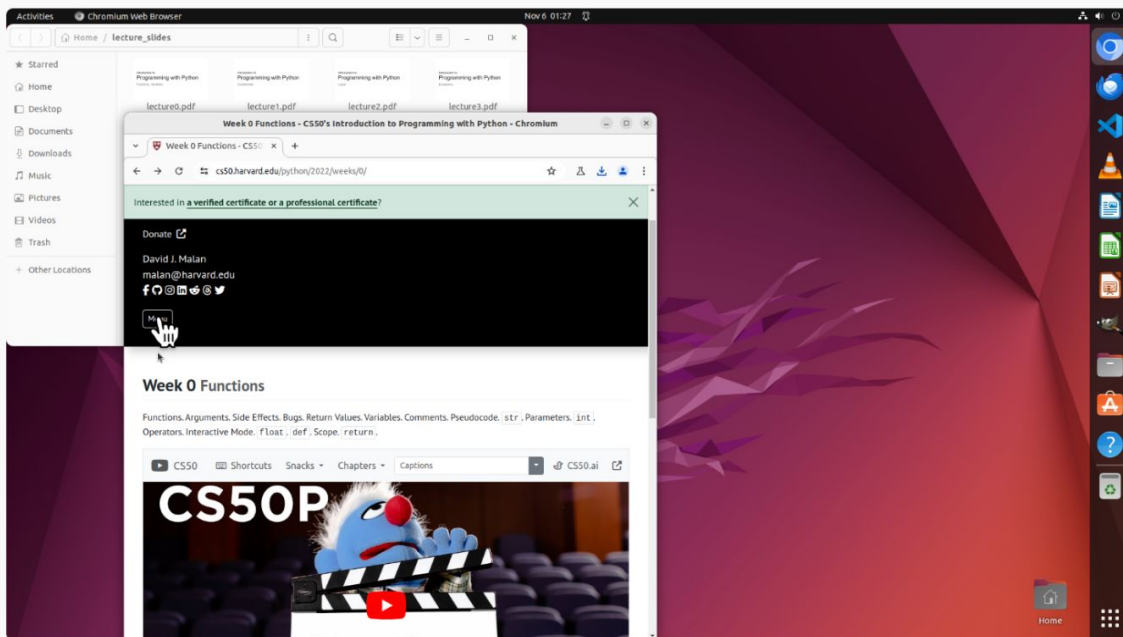 Activities Chromium Web Browser Nov 6 01:27
Home / lecture_slides
Starred
Home
Desktop
Documents
Downloads
Music
Pictures
Videos
Trash
+ Other Locations
Programming with Python Programming with Python Programming with Python Programming with Python
lecture0.pdf lecture1.pdf lecture2.pdf lecture3.pdf
Week 0 Functions - CS50's Introduction to Programming with Python - Chromium
Week 0 Functions - CS50
cs50.harvard.edu/python/2022/weeks/0/
Interested in a verified certificate or a professional certificate?
Donate
David J. Malan
malan@harvard.edu
Week 0 Functions
Functions. Arguments. Side Effects. Bugs. Return Values. Variables. Comments. Pseudocode. str. Parameters. int.
Operators. Interactive Mode. float. def. Scope. return.
CS50 Shortcuts Snacks Chapters Captions CS50.ai
CS50P
Home